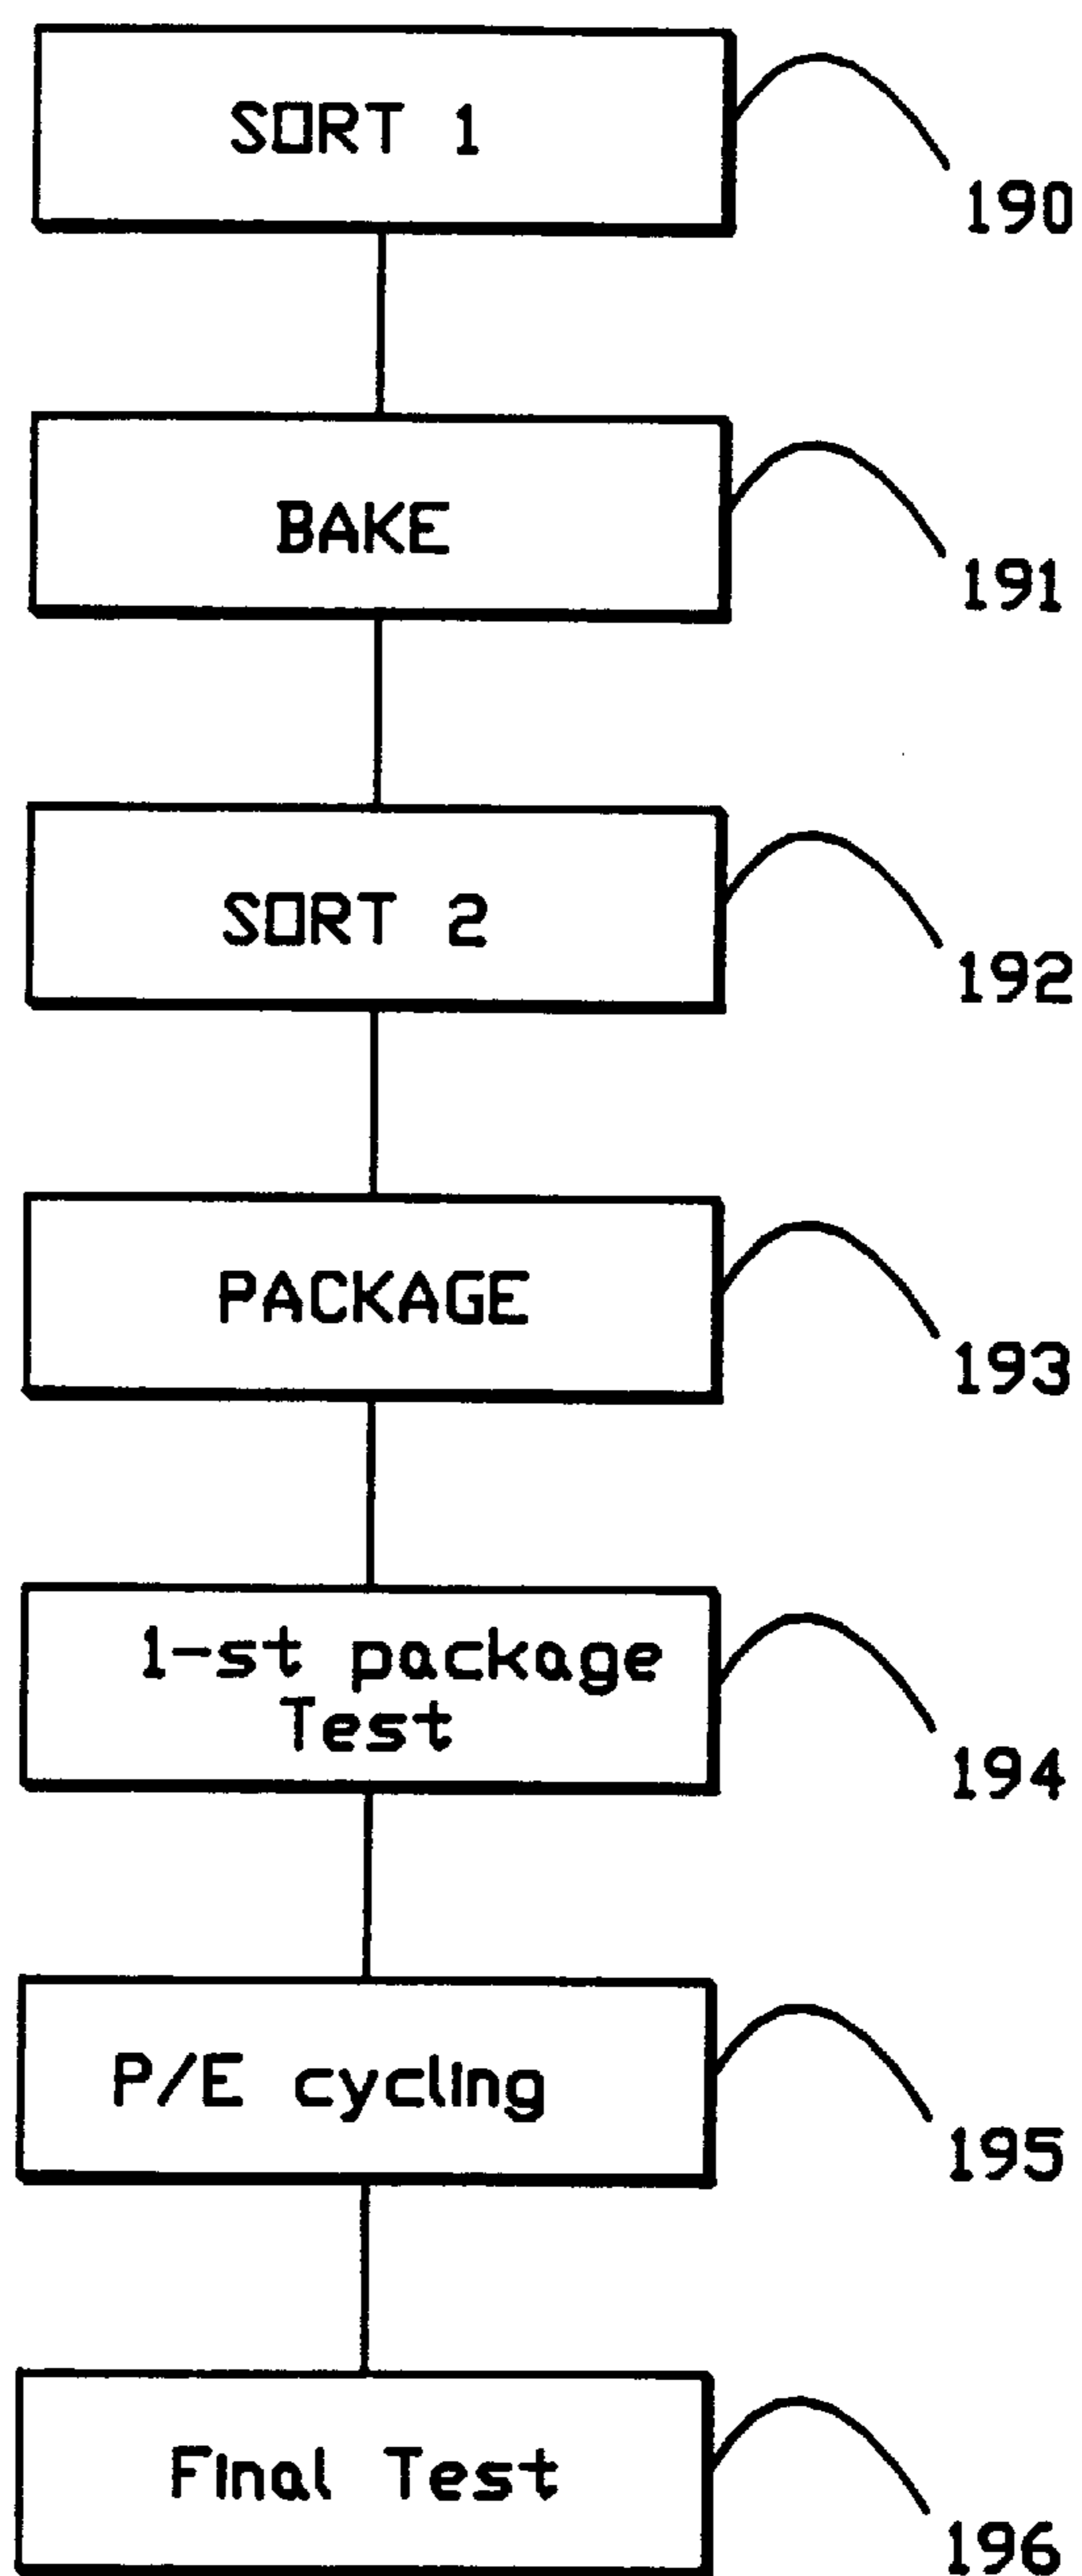 SORT 1
190
BAKE
191
SORT 2
192
PACKAGE
193
1-st package
Test
194
P/E cycling
195
Final Test
196